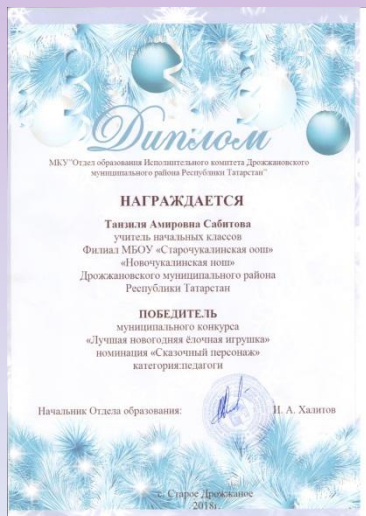 Диплом
МКУ"Отдел образования Исполнительного комитета Дрожжановского
муниципального района Республики Татарстан"
НАГРАЖДАЕТСЯ
Танзиля Амировна Сабитова
учитель начальных классов
Филиал МБОУ «Старочукалинская оош»
«Новочукалинская нош»
Дрожжановского муниципального района
Республики Татарстан
ПОБЕДИТЕЛЬ
муниципального конкурса
«Лучшая новогодняя ёлочная игрушка»
номинация «Сказочный персонаж»
категория:педагоги
Начальник Отдела образования: И. А. Халитов
с. Старое Дрожжаное
2018г.